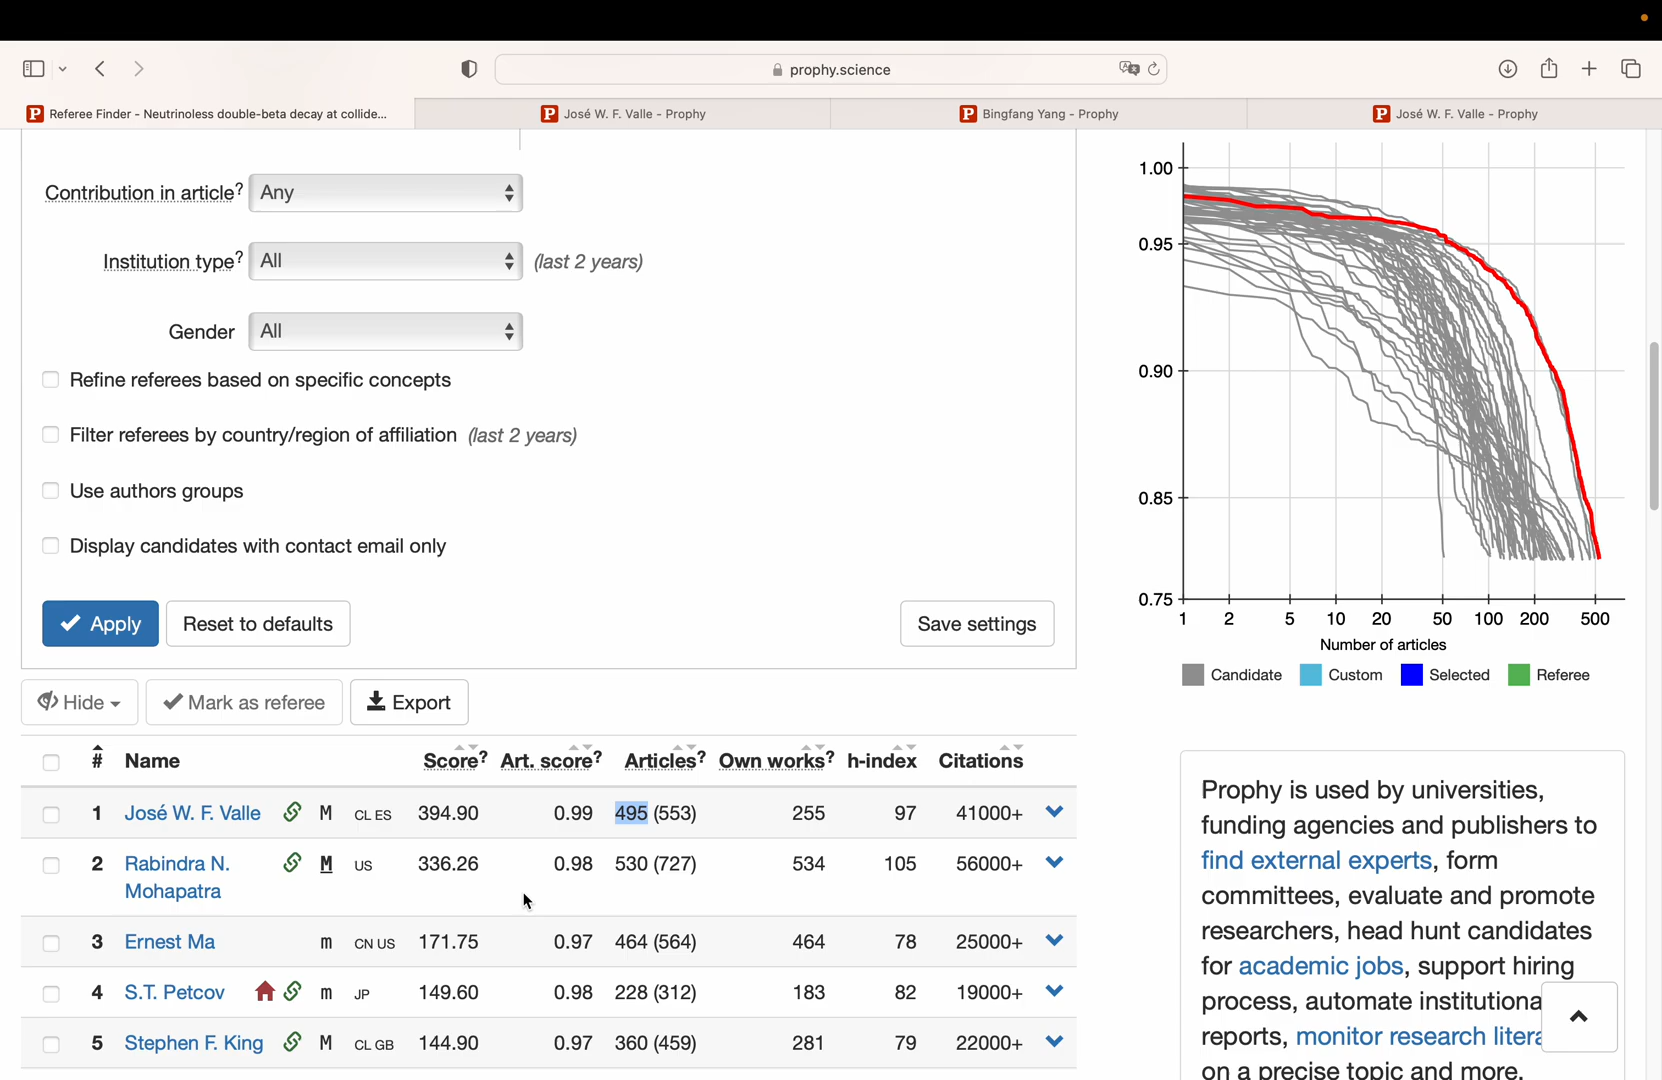 prophy.science
Referee Finder - Neutrinoless double-beta decay at collide...
José W. F. Valle - Prophy
Bingfang Yang - Prophy
José W. F. Valle - Prophy
Contribution in article? Any
Institution type? All (last 2 years)
Gender All
Refine referees based on specific concepts
Filter referees by country/region of affiliation (last 2 years)
Use authors groups
Display candidates with contact email only
Apply Reset to defaults Save settings
Hide Mark as referee Export
# Name Score? Art. score? Articles? Own works? h-index Citations
1 José W. F. Valle M CL ES 394.90 0.99 495 (553) 255 97 41000+
2 Rabindra N. M US 336.26 0.98 530 (727) 534 105 56000+
Mohapatra
3 Ernest Ma m CN US 171.75 0.97 464 (564) 464 78 25000+
4 S.T. Petcov m JP 149.60 0.98 228 (312) 183 82 19000+
5 Stephen F. King M CL GB 144.90 0.97 360 (459) 281 79 22000+
1.00
0.95
0.90
0.85
0.75
1 2 5 10 20 50 100 200 500
Number of articles
Candidate Custom Selected Referee
Prophy is used by universities,
funding agencies and publishers to
find external experts, form
committees, evaluate and promote
researchers, head hunt candidates
for academic jobs, support hiring
process, automate institutiona
reports, monitor research litera
on a precise topic and more.